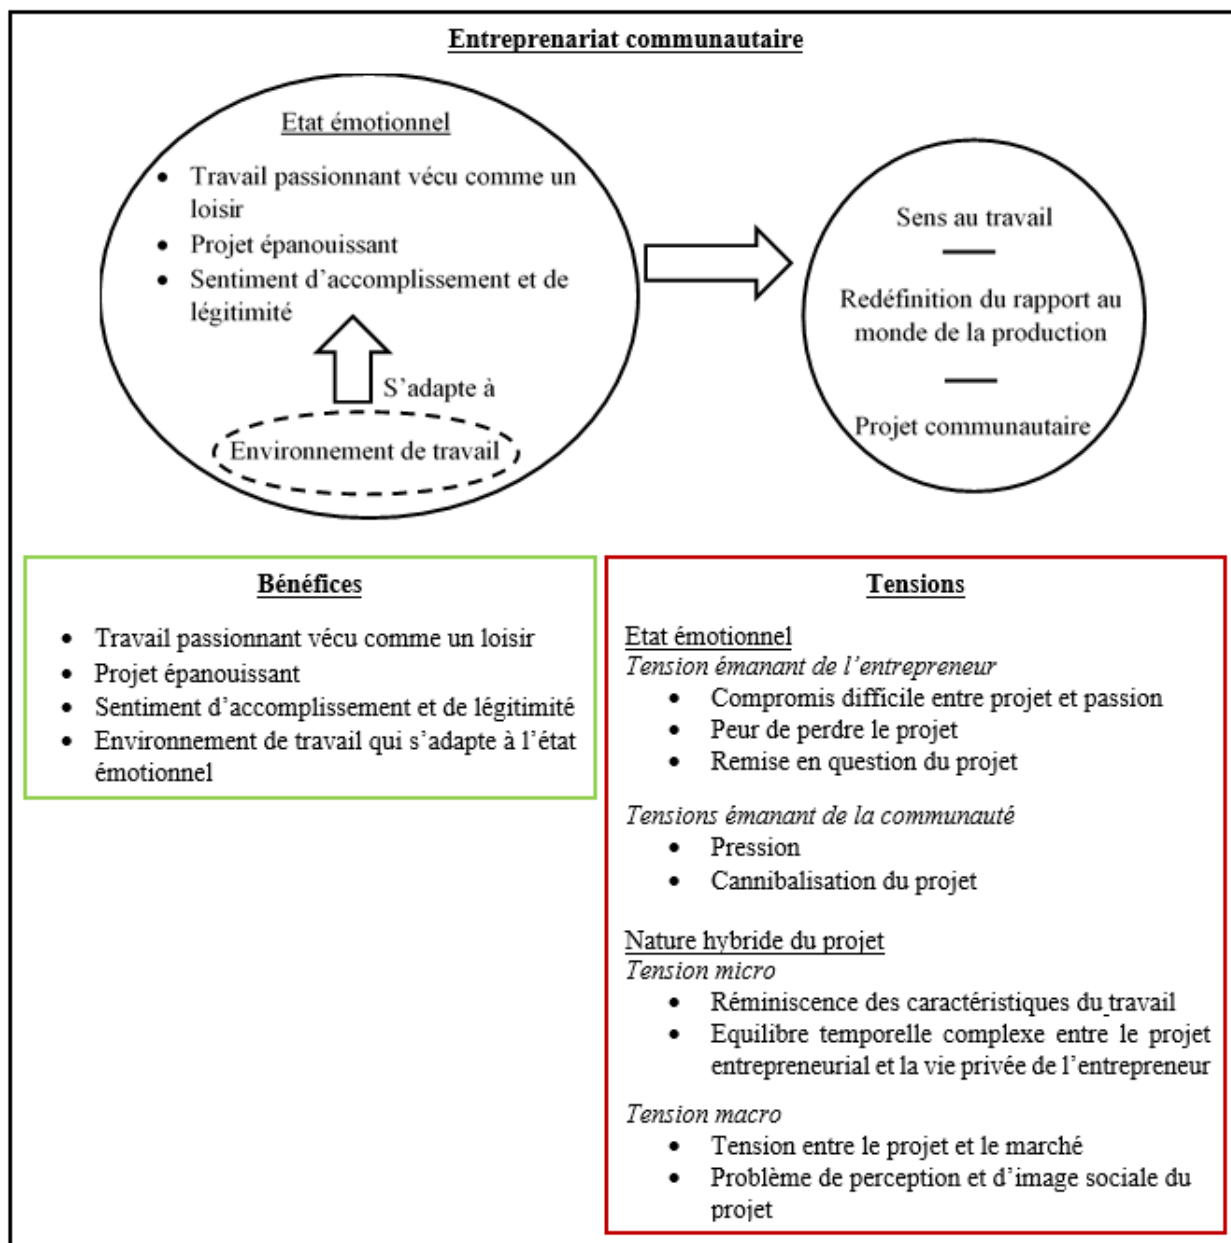 Entreprenariat communautaire
Etat émotionnel
• Travail passionnant vécu comme un
loisir
• Projet épanouissant
• Sentiment d’accomplissement et de
légitimité
S’adapte à
Environnement de travail
Sens au travail
Redéfinition du rapport au
monde de la production
Projet communautaire
Bénéfices
• Travail passionnant vécu comme un loisir
• Projet épanouissant
• Sentiment d’accomplissement et de légitimité
• Environnement de travail qui s’adapte à l’état
émotionnel
Tensions
Etat émotionnel
Tension émanant de l’entrepreneur
• Compromis difficile entre projet et passion
• Peur de perdre le projet
• Remise en question du projet
Tensions émanant de la communauté
• Pression
• Cannibalisation du projet
Nature hybride du projet
Tension micro
• Réminiscence des caractéristiques du travail
• Equilibre temporelle complexe entre le projet
entrepreneurial et la vie privée de l’entrepreneur
Tension macro
• Tension entre le projet et le marché
• Problème de perception et d’image sociale du
projet